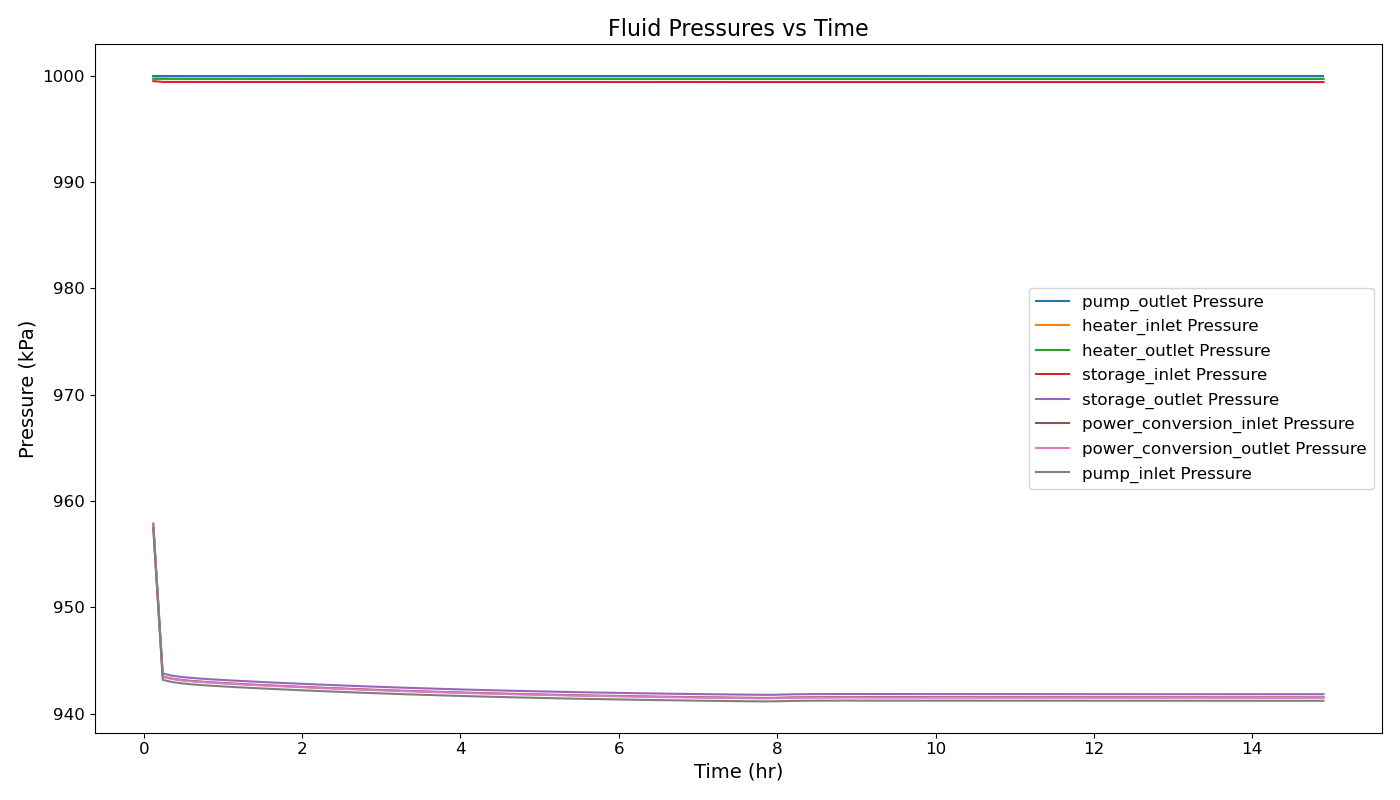 Fluid Pressures vs Time
Pressure (kPa)
1000
990
980
970
960
950
940
pump_outlet Pressure
heater_inlet Pressure
heater_outlet Pressure
storage_inlet Pressure
storage_outlet Pressure
power_conversion_inlet Pressure
power_conversion_outlet Pressure
pump_inlet Pressure
0 2 4 6 8 10 12 14
Time (hr)